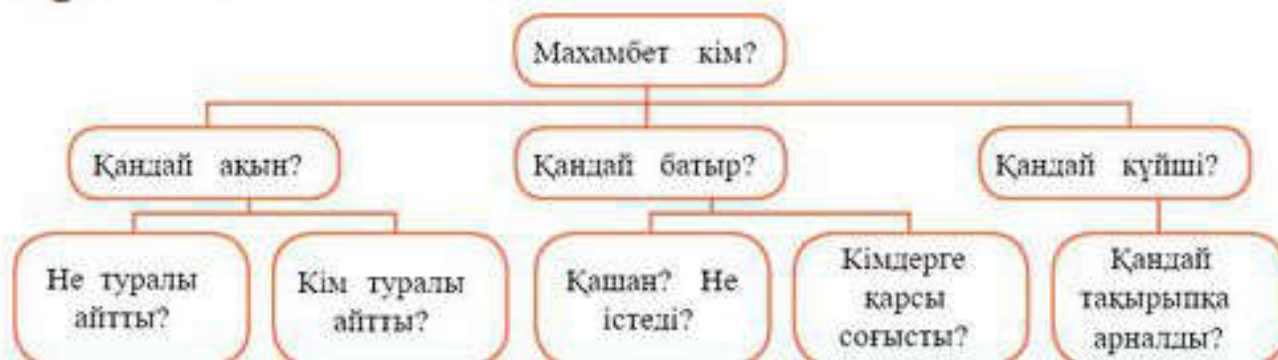 Махамбет кім?
Қандай ақын?
Қандай батыр?
Қандай күйші?
Не туралы
айтты?
Кім туралы
айтты?
Қашан? Не
істеді?
Кімдерге
қарсы
соғысты?
Қандай
тақырыпқа
арналды?